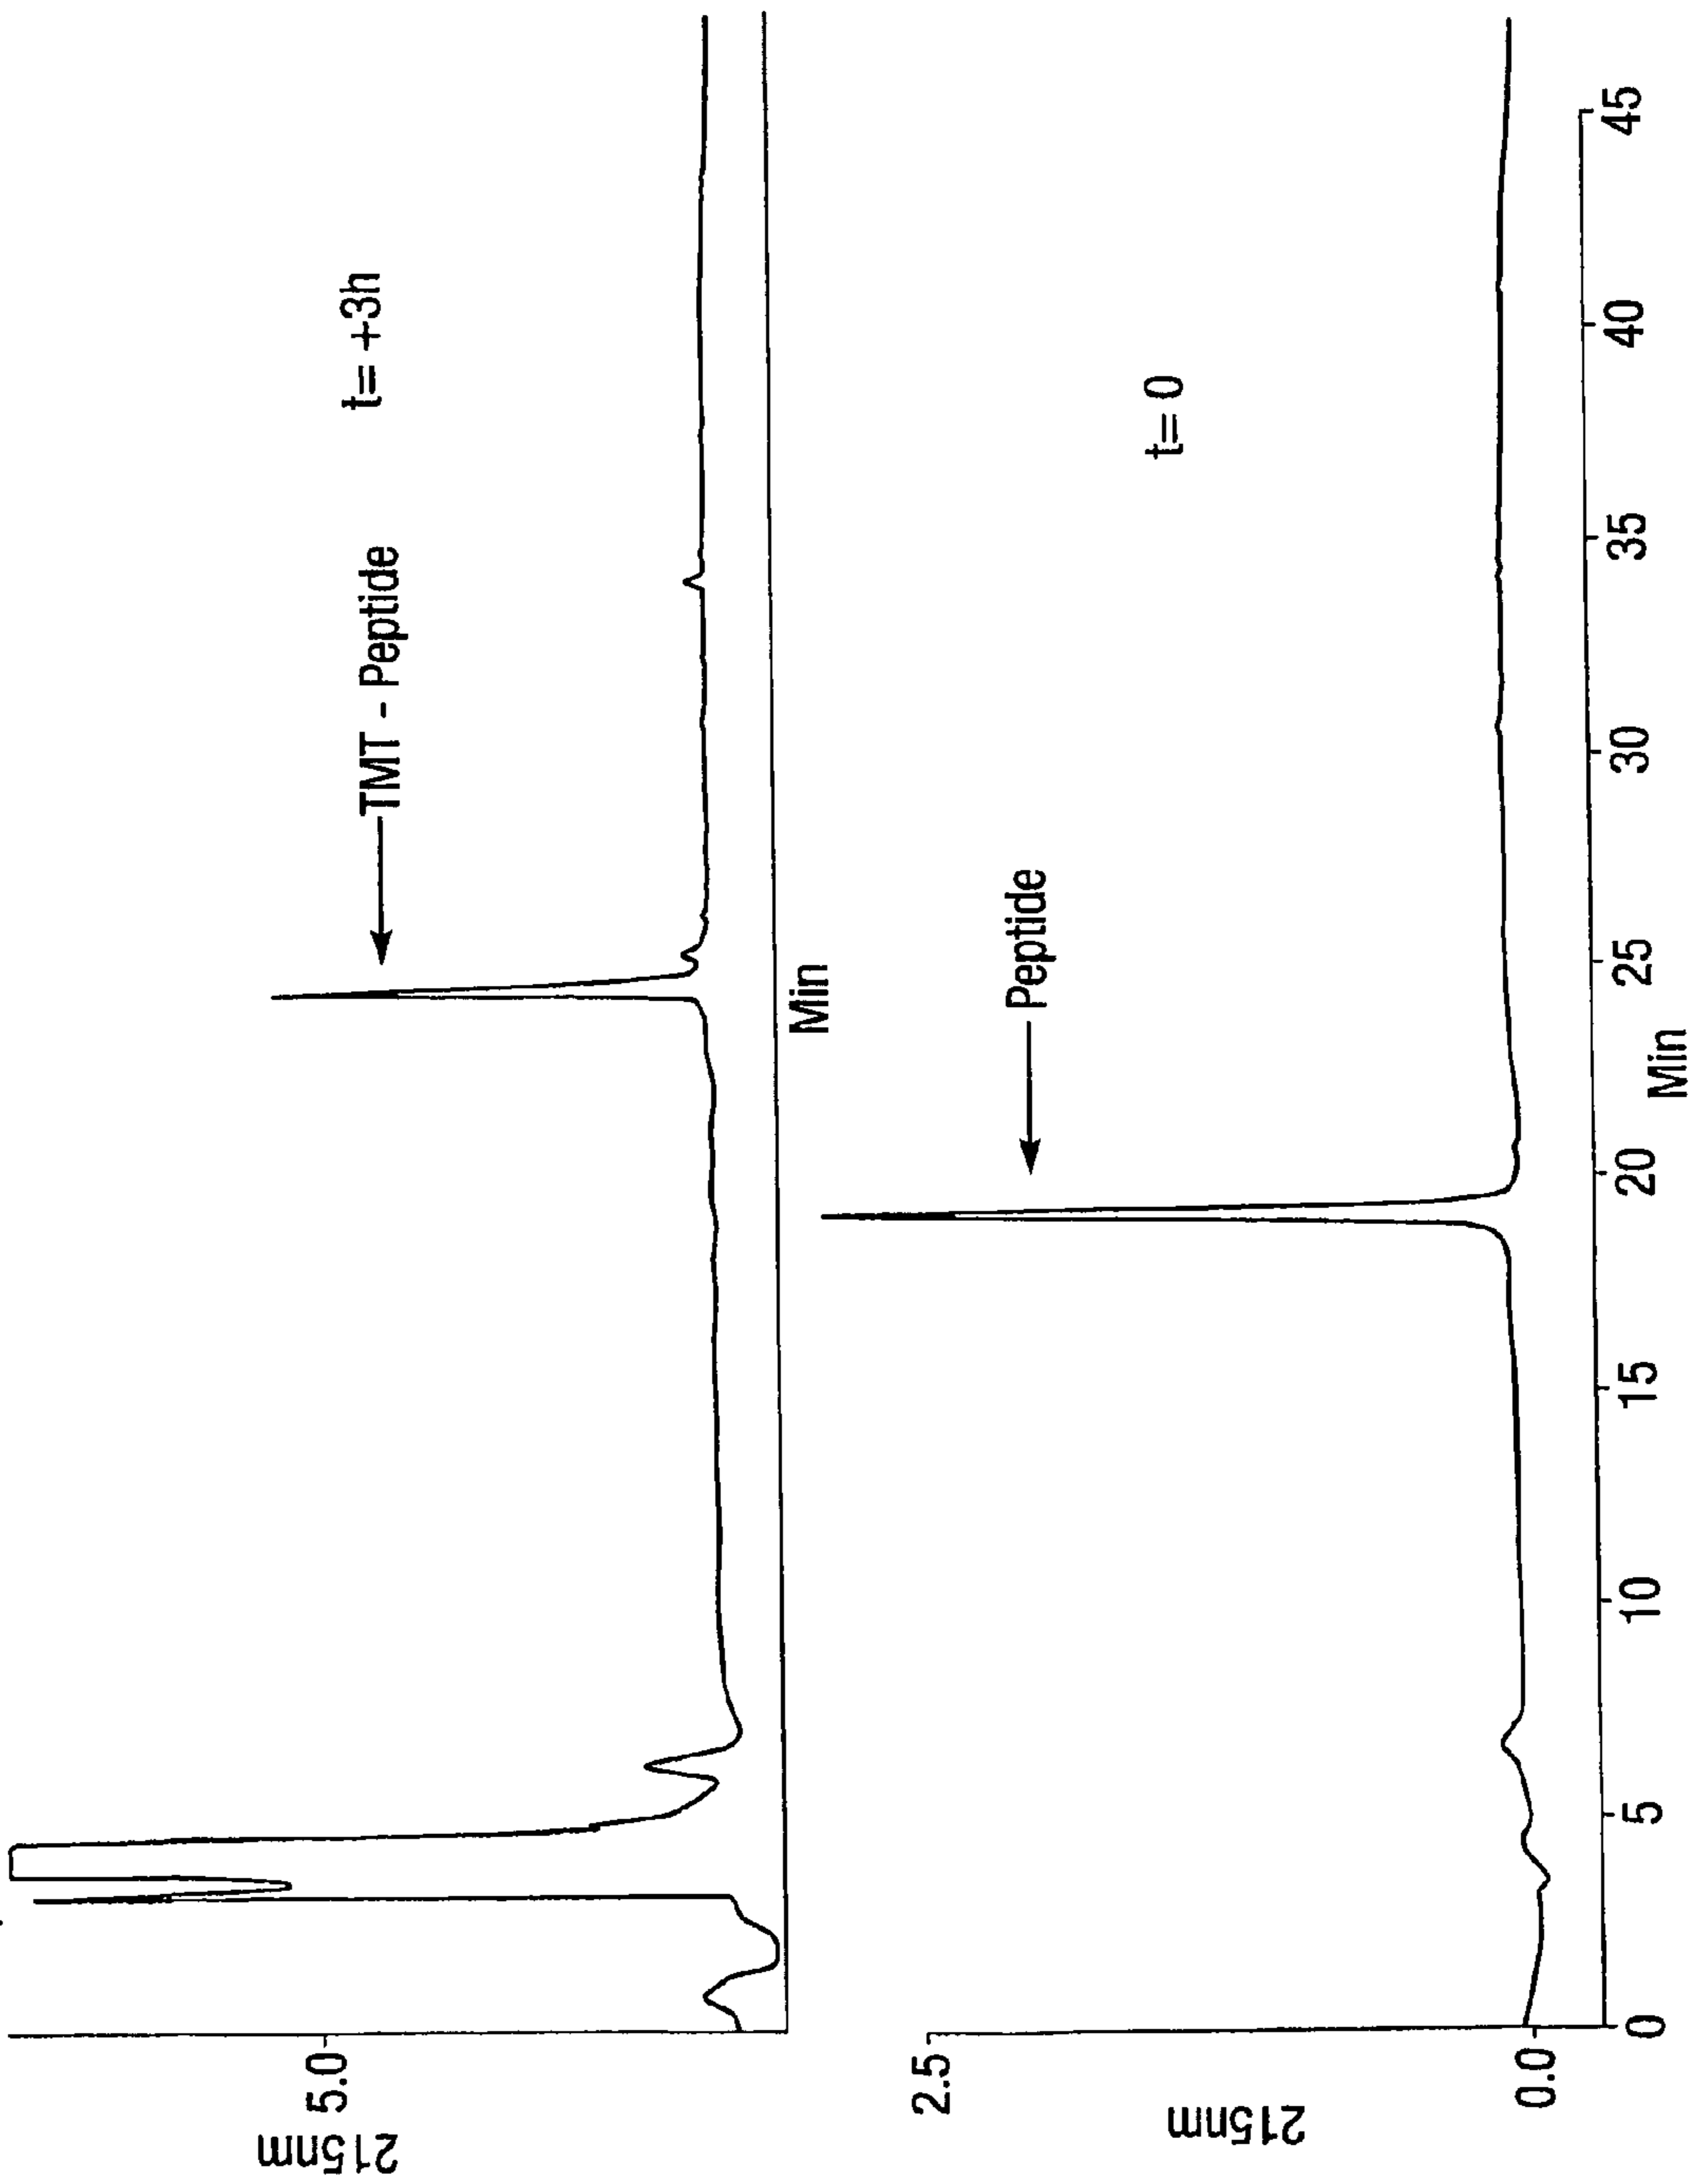 215nm
5.0
TMT - Peptide
t= +3h
Min
215nm
2.5
0.0
Peptide
t= 0
0 5 10 15 20 25 30 35 40 45
Min